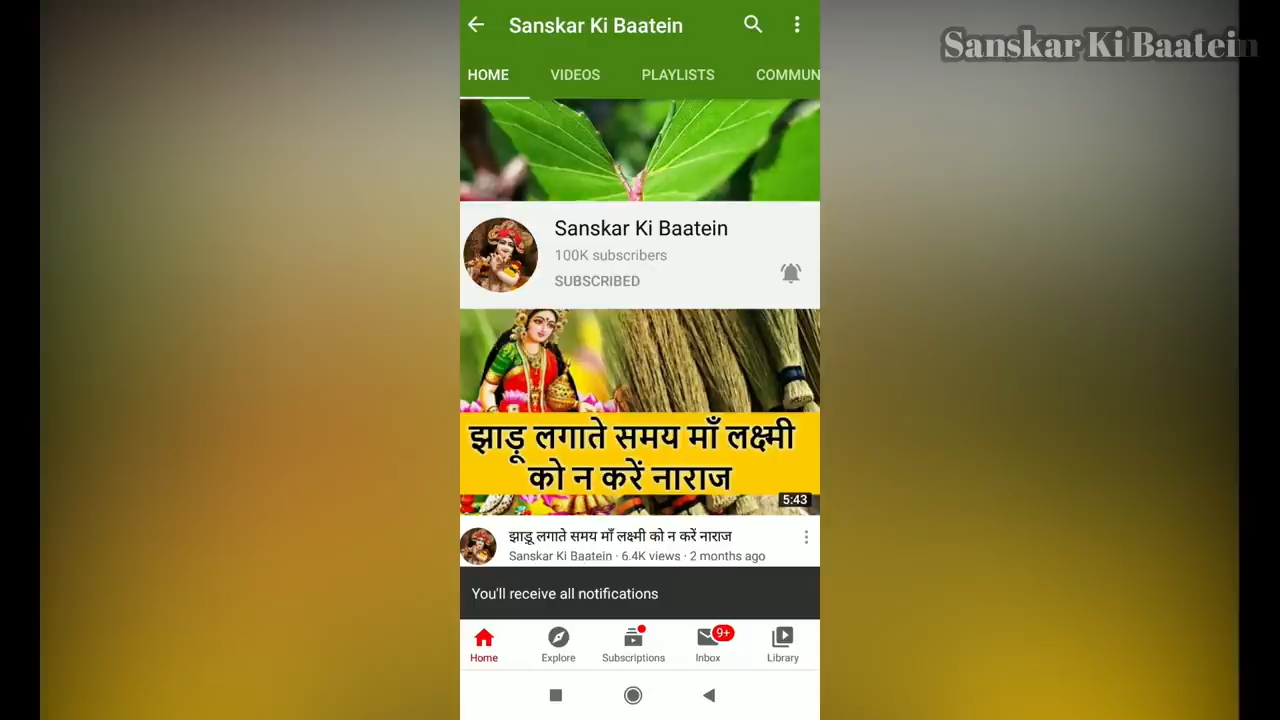 Sanskar Ki Baatein
Sanskar Ki Baatein
HOME VIDEOS PLAYLISTS COMMUN
Sanskar Ki Baatein
100K subscribers
SUBSCRIBED
झाड़ू लगाते समय माँ लक्ष्मी
को न करें नाराज
5:43
झाड़ू लगाते समय माँ लक्ष्मी को न करें नाराज
Sanskar Ki Baatein · 6.4K views · 2 months ago
You'll receive all notifications
9+
Home Explore Subscriptions Inbox Library